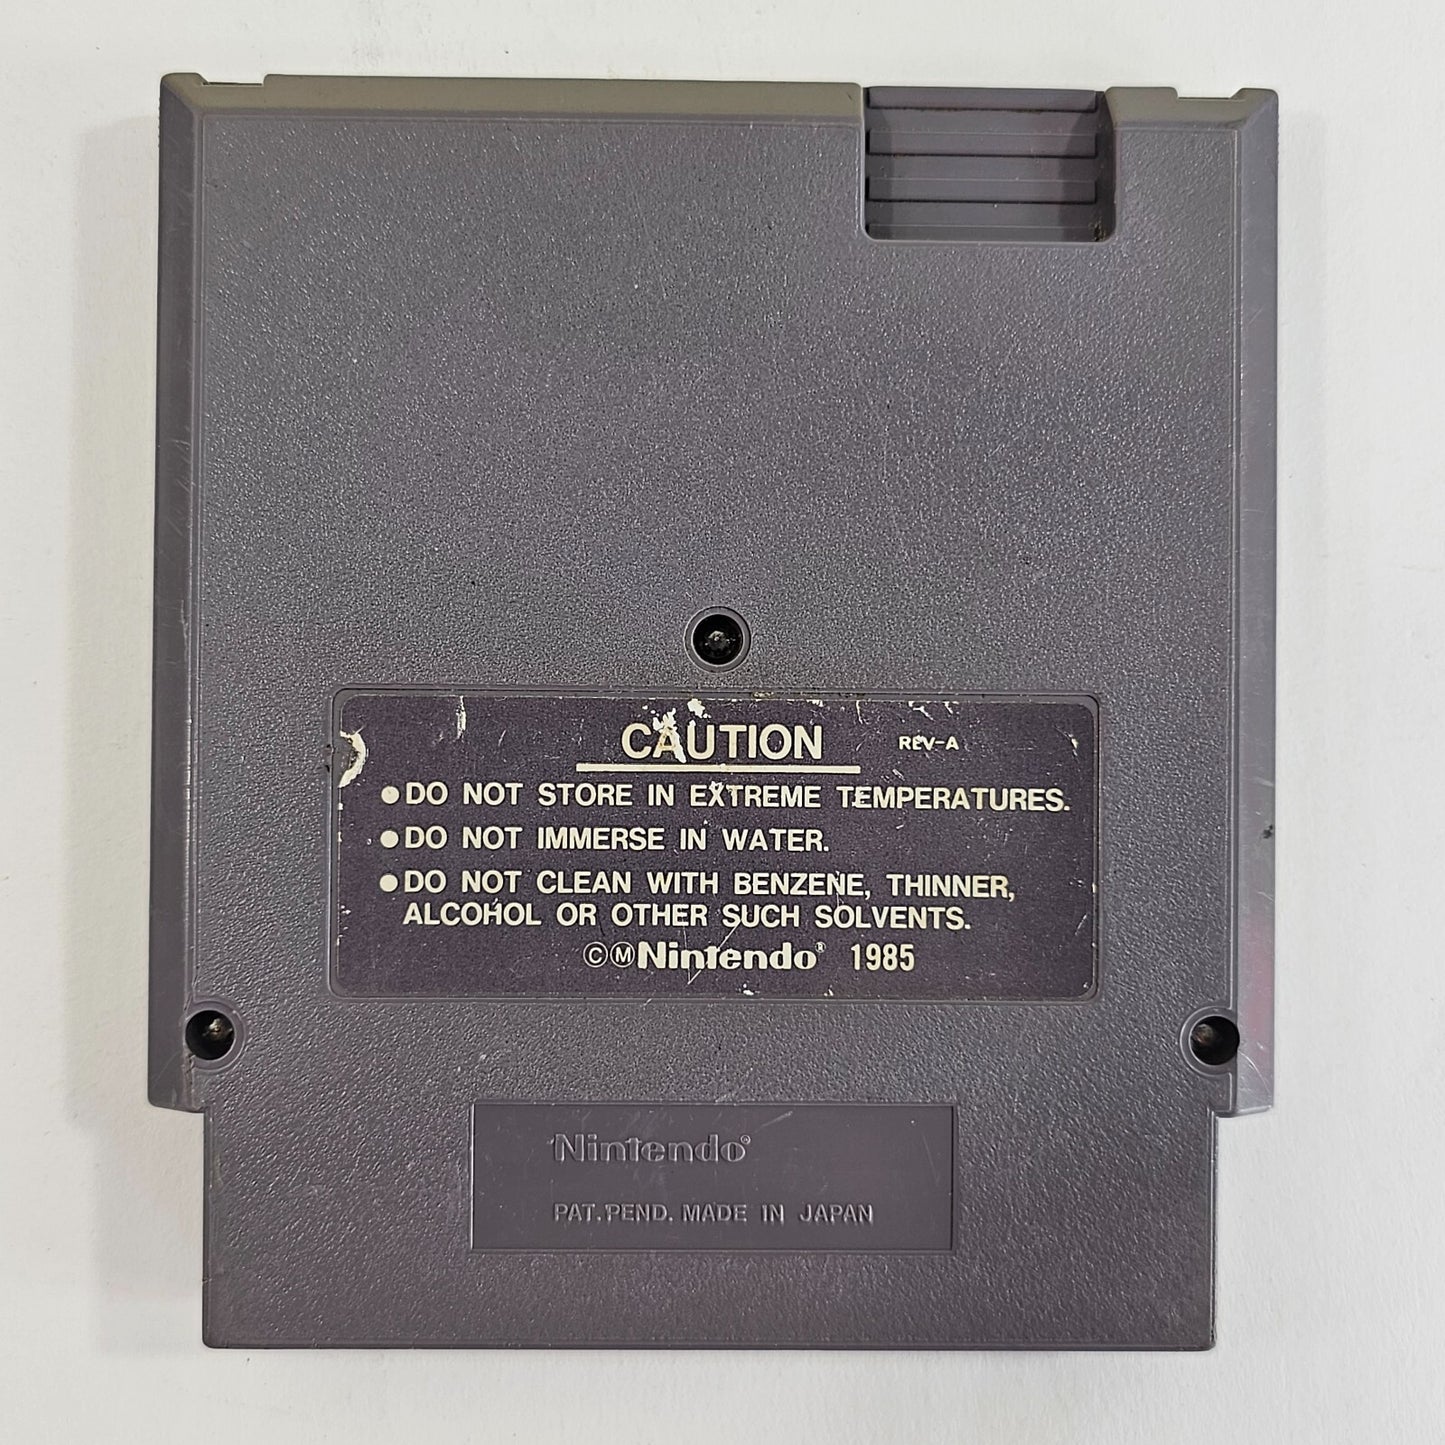 CAUTION REV-A
●DO NOT STORE IN EXTREME TEMPERATURES.
●DO NOT IMMERSE IN WATER.
●DO NOT CLEAN WITH BENZENE, THINNER,
ALCOHOL OR OTHER SUCH SOLVENTS.
©ⓂNintendo® 1985
Nintendo®
PAT. PEND. MADE IN JAPAN